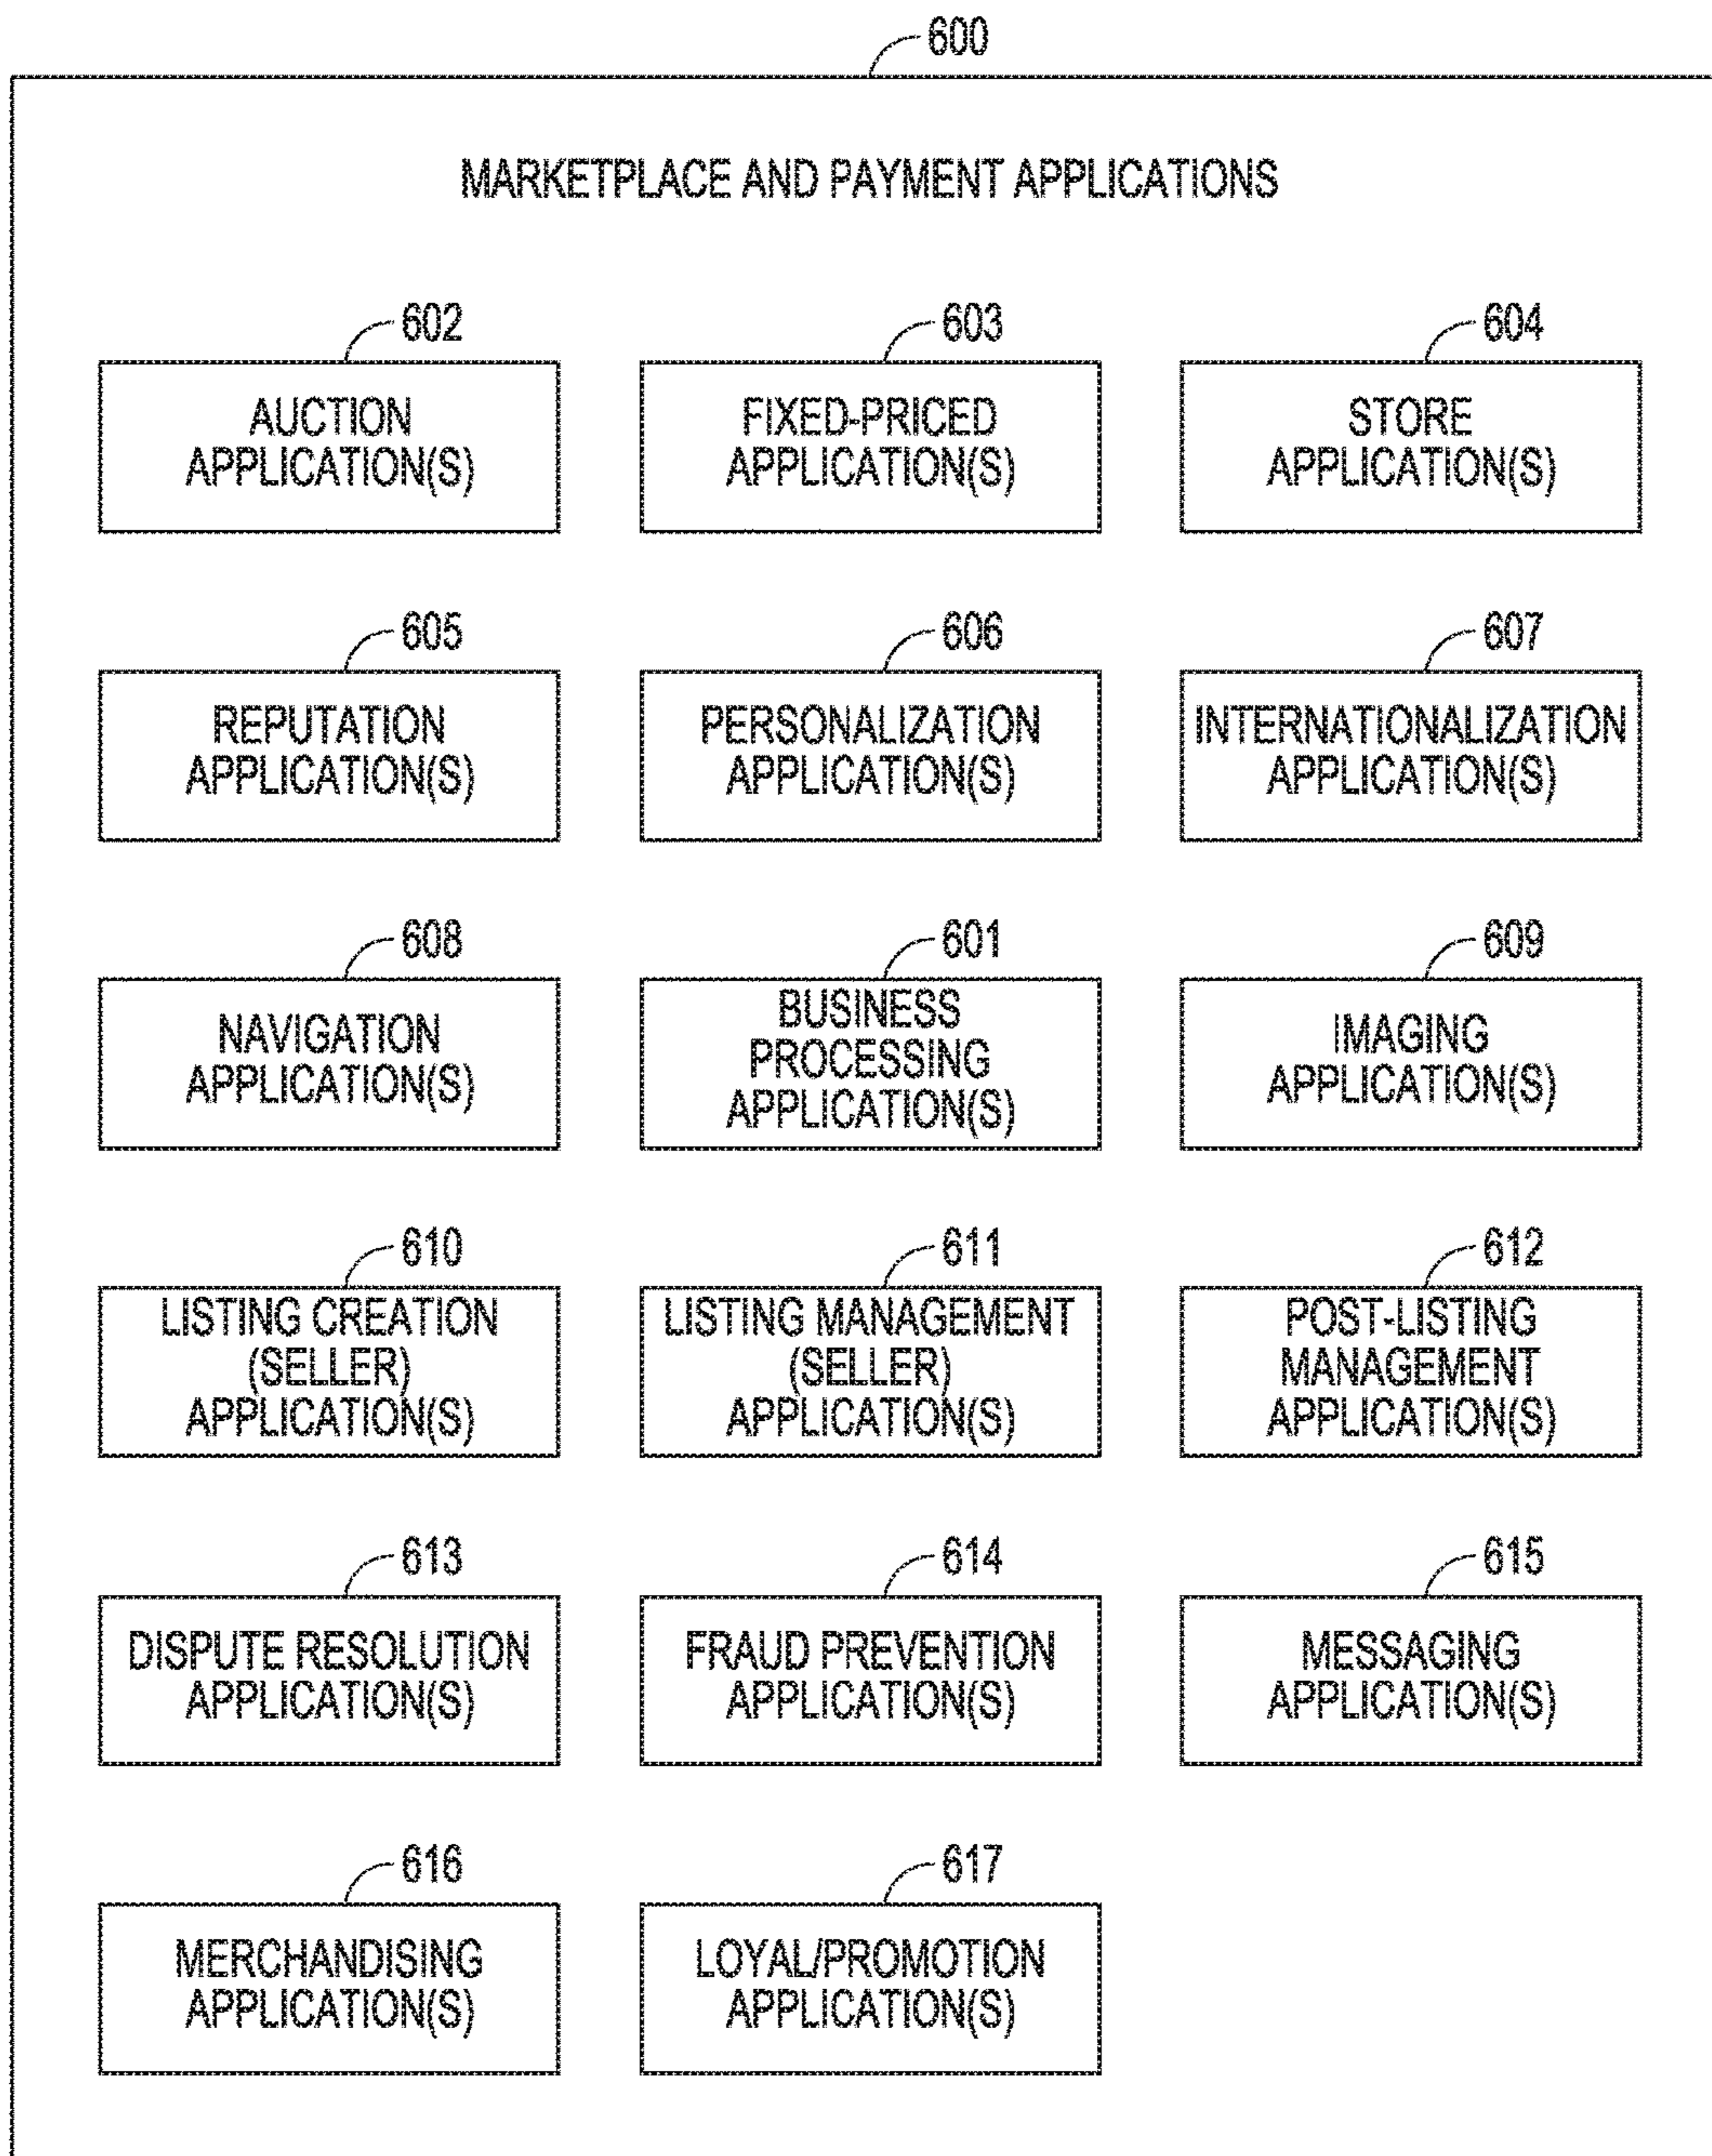 600
MARKETPLACE AND PAYMENT APPLICATIONS
602
AUCTION
APPLICATION(S)
603
FIXED-PRICED
APPLICATION(S)
604
STORE
APPLICATION(S)
605
REPUTATION
APPLICATION(S)
606
PERSONALIZATION
APPLICATION(S)
607
INTERNATIONALIZATION
APPLICATION(S)
608
NAVIGATION
APPLICATION(S)
601
BUSINESS
PROCESSING
APPLICATION(S)
609
IMAGING
APPLICATION(S)
610
LISTING CREATION
(SELLER)
APPLICATION(S)
611
LISTING MANAGEMENT
(SELLER)
APPLICATION(S)
612
POST-LISTING
MANAGEMENT
APPLICATION(S)
613
DISPUTE RESOLUTION
APPLICATION(S)
614
FRAUD PREVENTION
APPLICATION(S)
615
MESSAGING
APPLICATION(S)
616
MERCHANDISING
APPLICATION(S)
617
LOYAL/PROMOTION
APPLICATION(S)